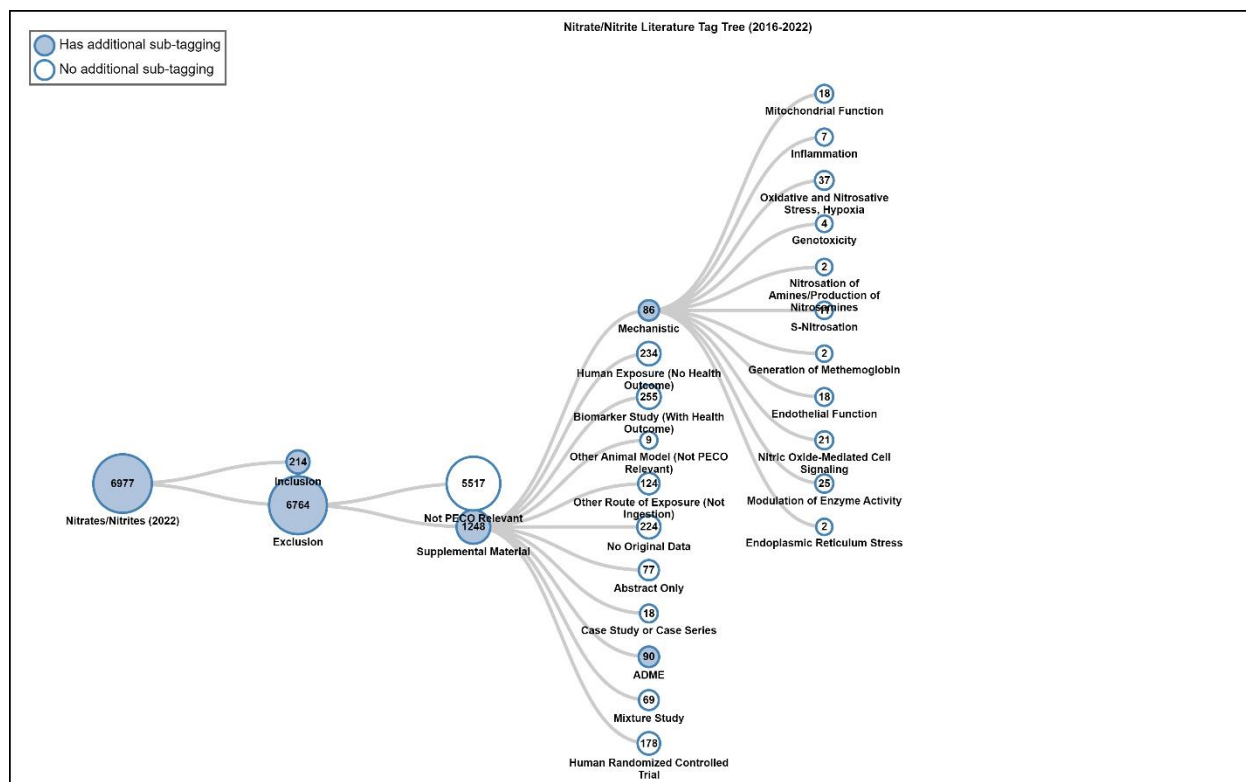 Nitrate/Nitrite Literature Tag Tree (2016-2022)
Has additional sub-tagging
No additional sub-tagging
18
Mitochondrial Function
7
Inflammation
37
Oxidative and Nitrosative
Stress, Hypoxia
4
Genotoxicity
2
Nitrosation of
Amines/Production of
Nitrosamines
11
S-Nitrosation
2
Generation of Methemoglobin
18
Endothelial Function
21
Nitric Oxide-Mediated Cell
Signaling
25
Modulation of Enzyme Activity
2
Endoplasmic Reticulum Stress
86
Mechanistic
234
Human Exposure (No Health
Outcome)
255
Biomarker Study (With Health
Outcome)
9
Other Animal Model (Not PECO
Relevant)
124
Other Route of Exposure (Not
Ingestion)
224
No Original Data
77
Abstract Only
18
Case Study or Case Series
90
ADME
69
Mixture Study
178
Human Randomized Controlled
Trial
5517
Not PECO Relevant
1248
Supplemental Material
214
Inclusion
6764
Exclusion
6977
Nitrates/Nitrites (2022)